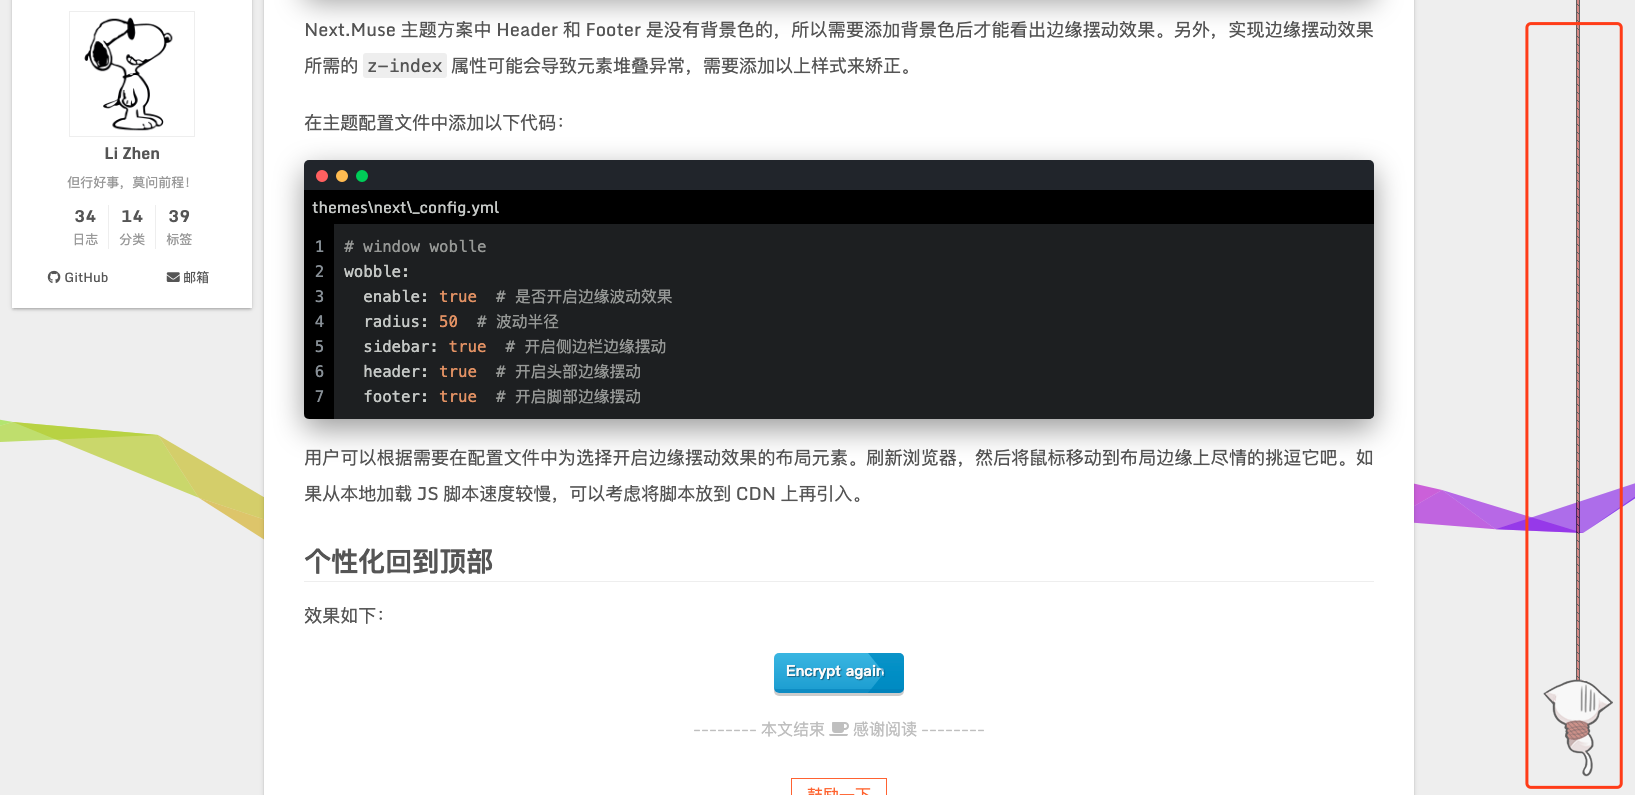 Li Zhen
但行好事，莫问前程！
34 14 39
日志 分类 标签
GitHub 邮箱
Next.Muse 主题方案中 Header 和 Footer 是没有背景色的，所以需要添加背景色后才能看出边缘摆动效果。另外，实现边缘摆动效果
所需的 z-index 属性可能会导致元素堆叠异常，需要添加以上样式来矫正。
在主题配置文件中添加以下代码：
themes\next\_config.yml
1 # window woblle
2 wobble:
3   enable: true  # 是否开启边缘波动效果
4   radius: 50  # 波动半径
5   sidebar: true  # 开启侧边栏边缘摆动
6   header: true  # 开启头部边缘摆动
7   footer: true  # 开启脚部边缘摆动
用户可以根据需要在配置文件中为选择开启边缘摆动效果的布局元素。刷新浏览器，然后将鼠标移动到布局边缘上尽情的挑逗它吧。如
果从本地加载 JS 脚本速度较慢，可以考虑将脚本放到 CDN 上再引入。
个性化回到顶部
效果如下：
Encrypt again
-------- 本文结束 感谢阅读 --------
鼓励一下